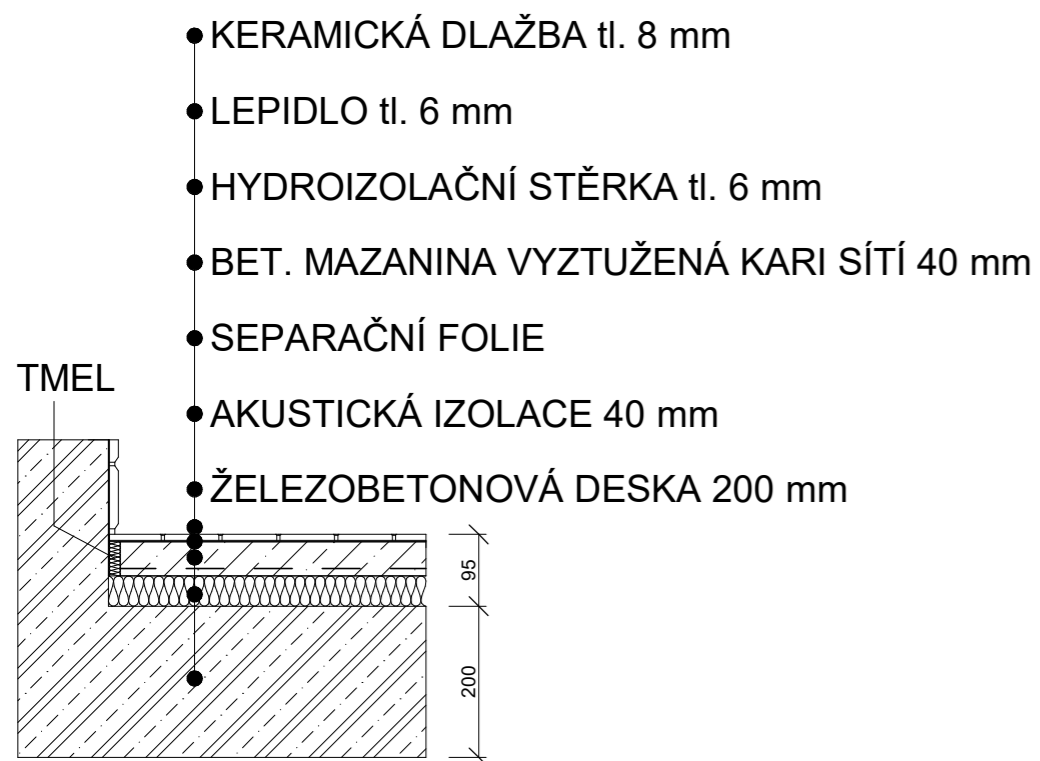 KERAMICKÁ DLAŽBA tl. 8 mm
LEPIDLO tl. 6 mm
HYDROIZOLAČNÍ STĚRKA tl. 6 mm
BET. MAZANINA VYZTUŽENÁ KARI SÍTÍ 40 mm
SEPARAČNÍ FOLIE
TMEL
AKUSTICKÁ IZOLACE 40 mm
ŽELEZOBETONOVÁ DESKA 200 mm
95
200